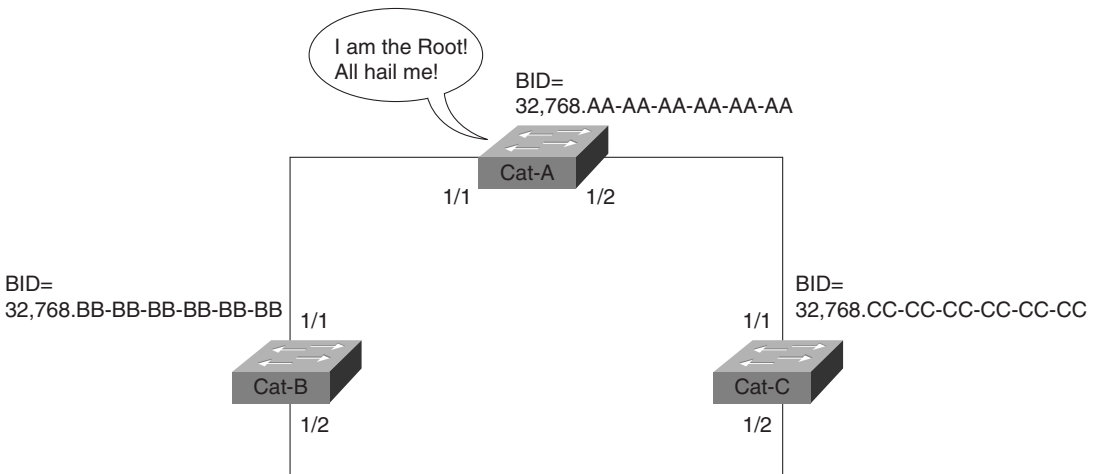 I am the Root!
All hail me!
BID=
32,768.AA-AA-AA-AA-AA-AA
Cat-A
1/1
1/2
BID=
32,768.BB-BB-BB-BB-BB-BB
1/1
Cat-B
1/2
BID=
32,768.CC-CC-CC-CC-CC-CC
1/1
Cat-C
1/2